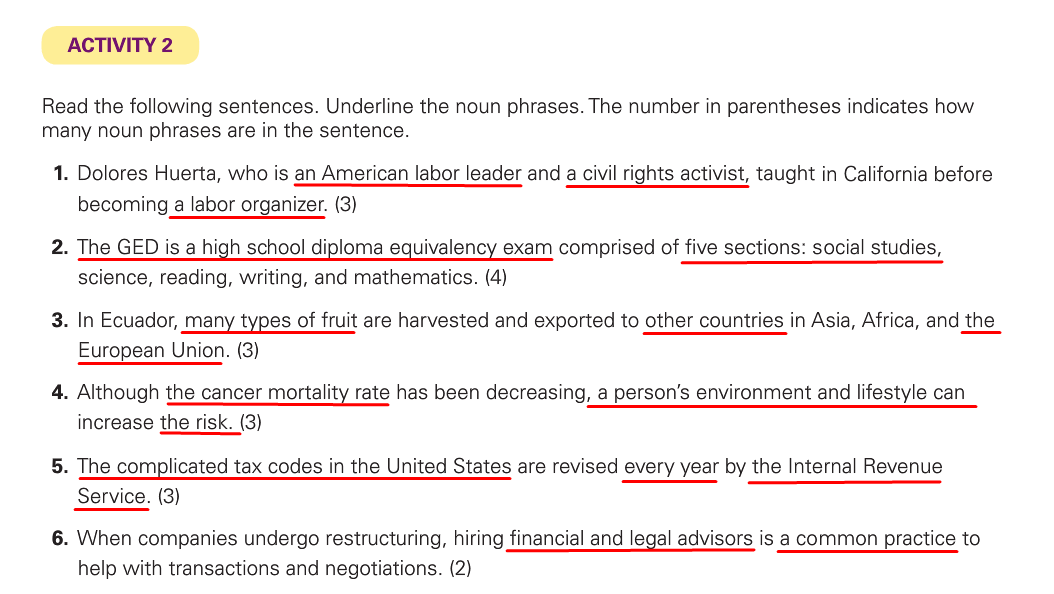 ACTIVITY 2
Read the following sentences. Underline the noun phrases. The number in parentheses indicates how
many noun phrases are in the sentence.
1. Dolores Huerta, who is an American labor leader and a civil rights activist, taught in California before
becoming a labor organizer. (3)
2. The GED is a high school diploma equivalency exam comprised of five sections: social studies,
science, reading, writing, and mathematics. (4)
3. In Ecuador, many types of fruit are harvested and exported to other countries in Asia, Africa, and the
European Union. (3)
4. Although the cancer mortality rate has been decreasing, a person’s environment and lifestyle can
increase the risk. (3)
5. The complicated tax codes in the United States are revised every year by the Internal Revenue
Service. (3)
6. When companies undergo restructuring, hiring financial and legal advisors is a common practice to
help with transactions and negotiations. (2)